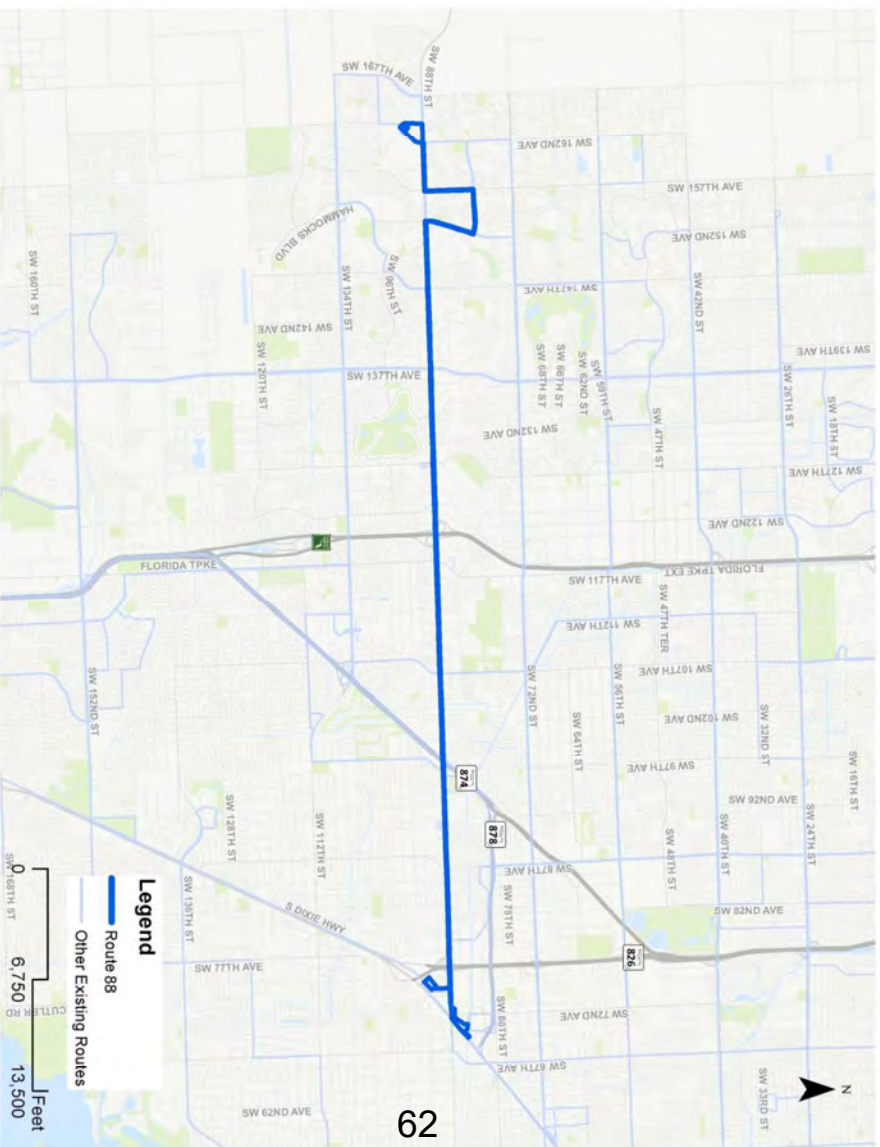 SW 88TH ST
SW 167TH AVE
SW 162ND AVE
SW 157TH AVE
SW 152ND AVE
HAMMOCKS BLVD
SW 96TH ST
SW 104TH ST
SW 147TH AVE
SW 42ND ST
SW 160TH ST
SW 142ND AVE
SW 120TH ST
SW 137TH AVE
SW 68TH ST
SW 66TH ST
SW 62ND ST
SW 59TH ST
SW 139TH AVE
SW 26TH ST
SW 18TH ST
SW 132ND AVE
SW 47TH ST
SW 127TH AVE
SW 122ND AVE
FLORIDA TPKE
FLORIDA TPKE EXT
SW 117TH AVE
SW 112TH AVE
SW 47TH TER
SW 107TH AVE
SW 152ND ST
SW 72ND ST
SW 56TH ST
SW 64TH ST
SW 102ND AVE
SW 32ND ST
SW 97TH AVE
SW 16TH ST
874
SW 92ND AVE
878
SW 128TH ST
SW 112TH ST
SW 87TH AVE
SW 48TH ST
SW 40TH ST
SW 24TH ST
SW 136TH ST
S DIXIE HWY
SW 78TH ST
SW 82ND AVE
826
SW 168TH ST
SW 77TH AVE
SW 80TH ST
SW 72ND AVE
SW 67TH AVE
CUTLER RD
SW 62ND AVE
SW 33RD ST
N
Legend
Route 88
Other Existing Routes
0 6,750 13,500
Feet
62